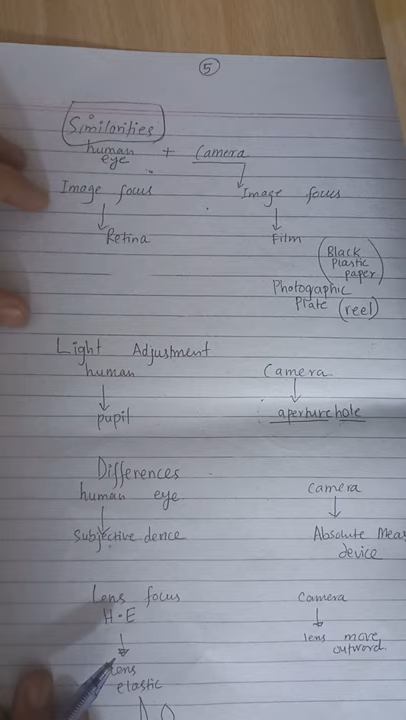 5
Similarities
human eye + Camera
Image focus Image focus
Retina Film
(Black Plastic paper)
Photographic Plate (reel)
Light Adjustment
human Camera
pupil aperture hole
Differences
human eye Camera
Subjective device Absolute Meas
device
Lens focus Camera
H.E
lens move outword
lens elastic